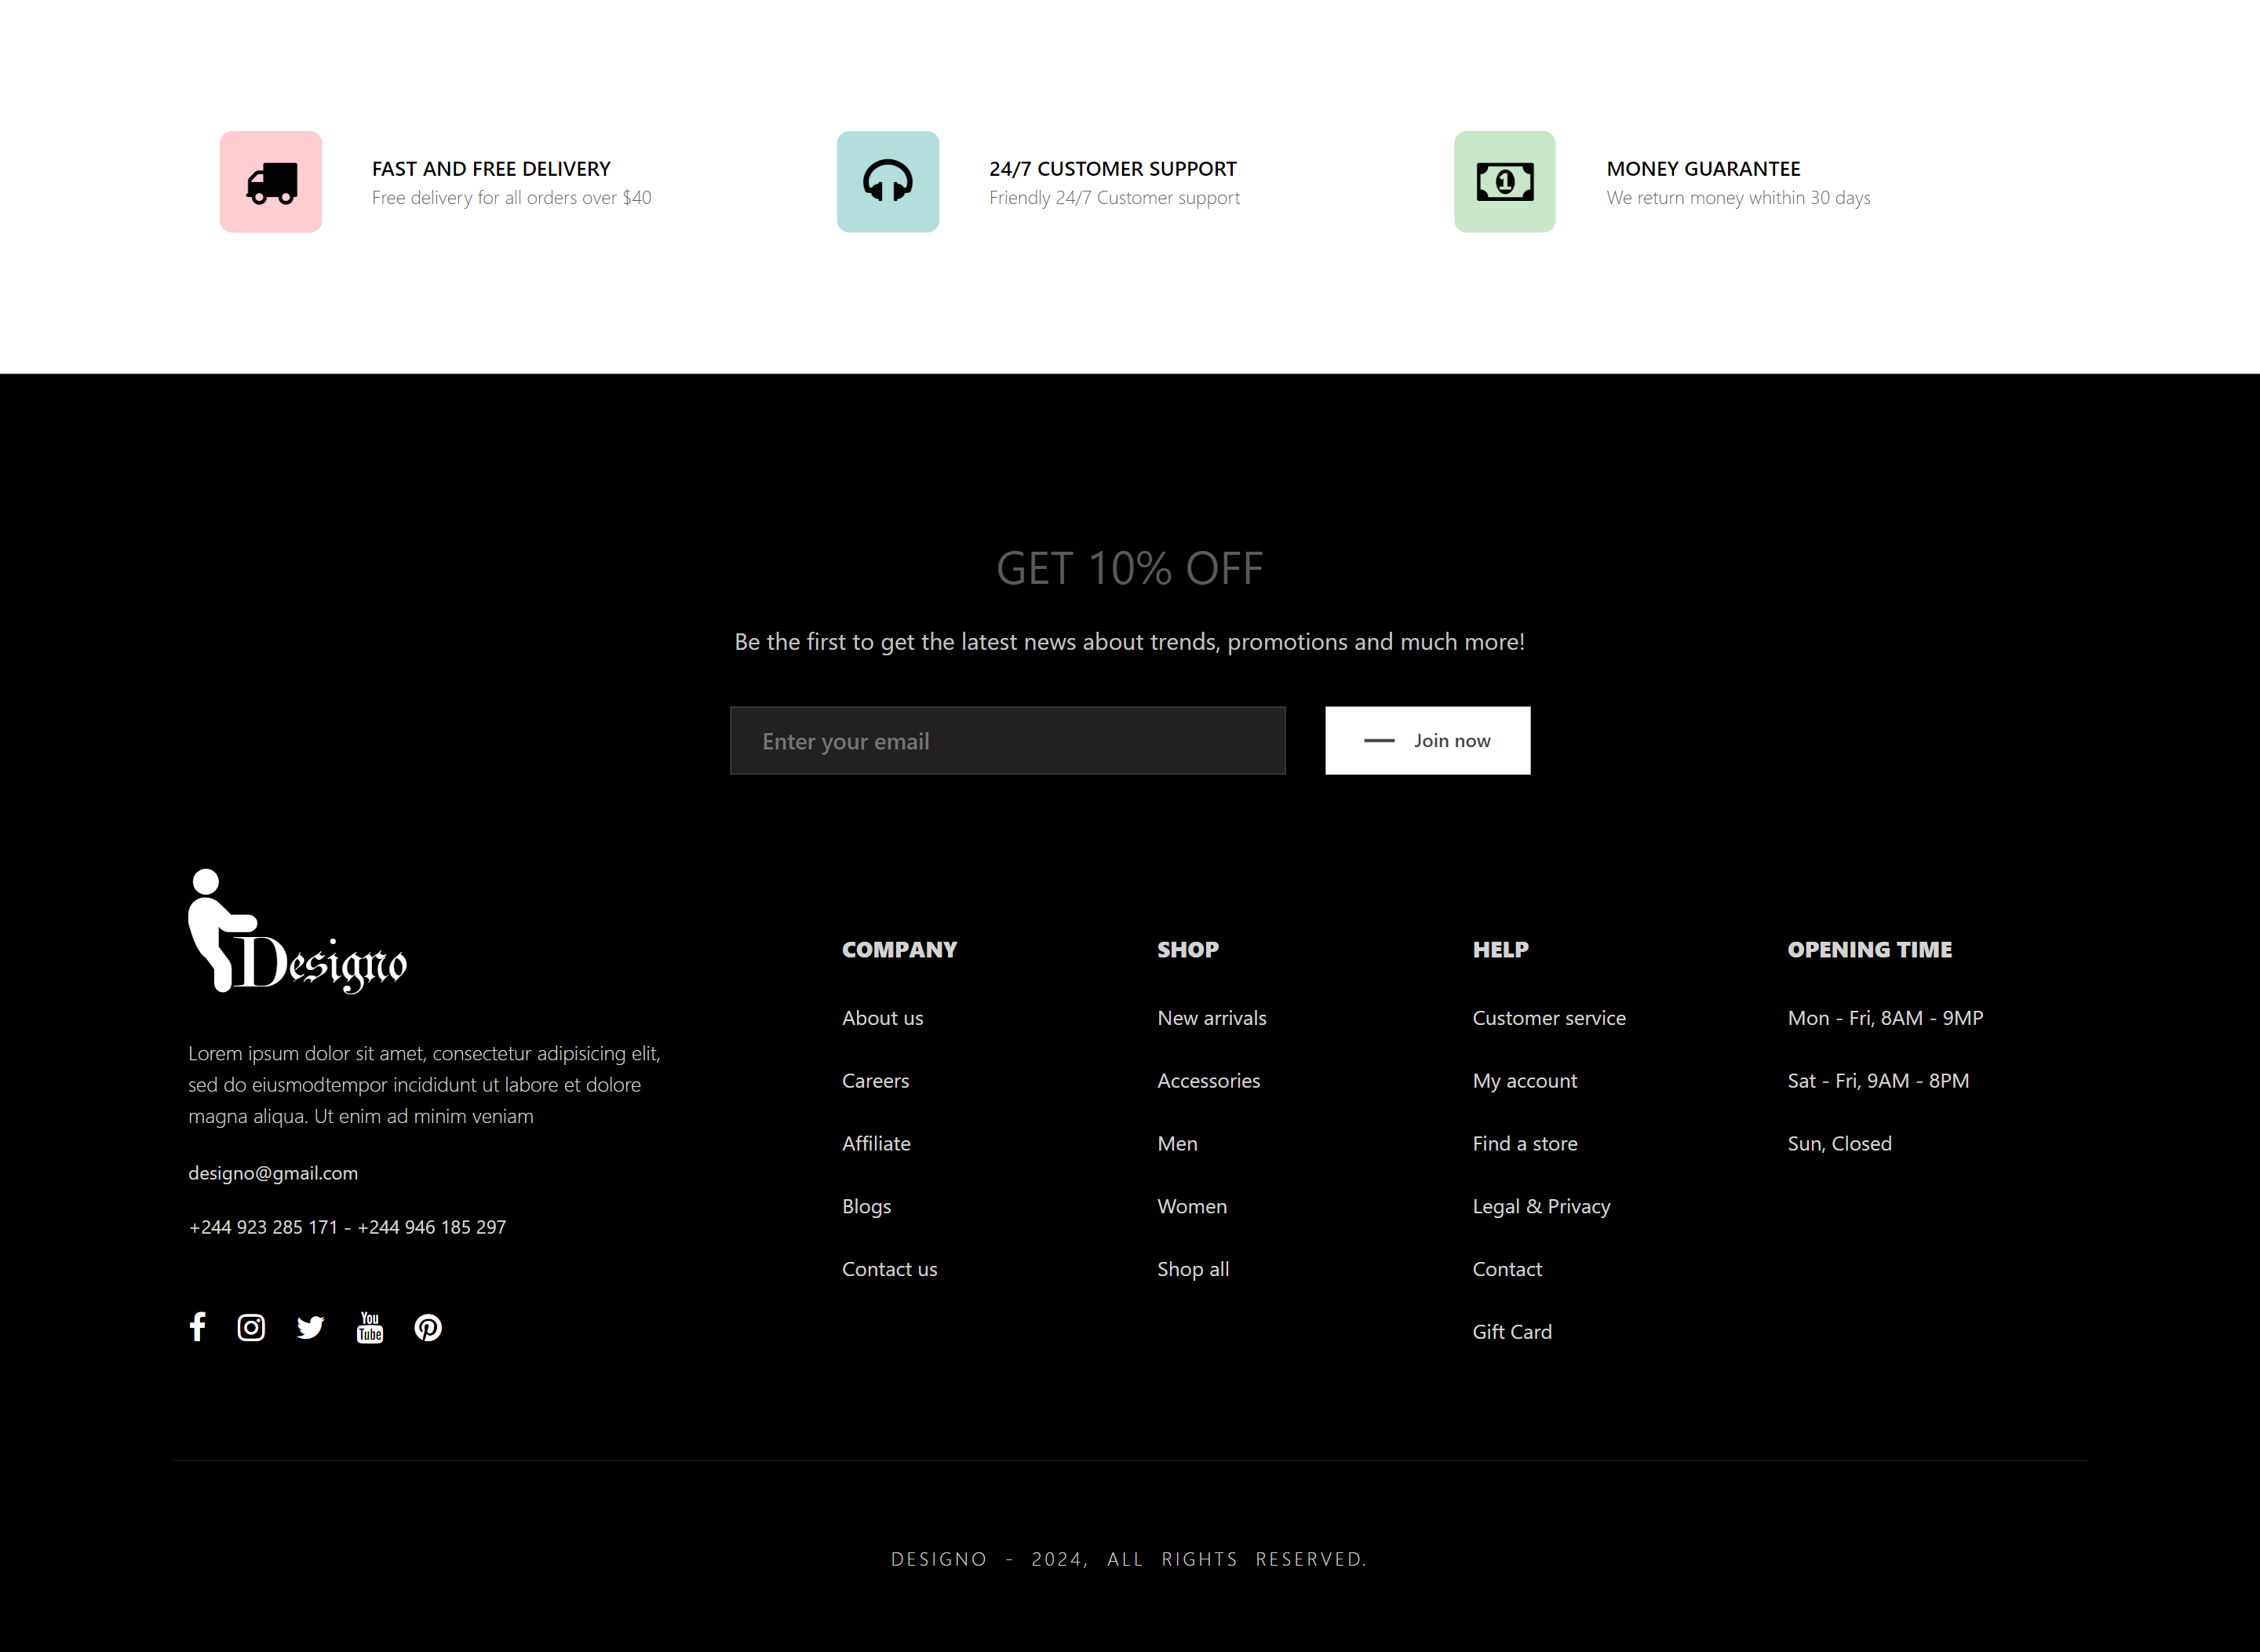 FAST AND FREE DELIVERY
Free delivery for all orders over $40
24/7 CUSTOMER SUPPORT
Friendly 24/7 Customer support
MONEY GUARANTEE
We return money whithin 30 days
GET 10% OFF
Be the first to get the latest news about trends, promotions and much more!
Enter your email
Join now
Designo
Lorem ipsum dolor sit amet, consectetur adipisicing elit,
sed do eiusmodtempor incididunt ut labore et dolore
magna aliqua. Ut enim ad minim veniam
designo@gmail.com
+244 923 285 171 - +244 946 185 297
You
Tube
COMPANY
About us
Careers
Affiliate
Blogs
Contact us
SHOP
New arrivals
Accessories
Men
Women
Shop all
HELP
Customer service
My account
Find a store
Legal & Privacy
Contact
Gift Card
OPENING TIME
Mon - Fri, 8AM - 9MP
Sat - Fri, 9AM - 8PM
Sun, Closed
DESIGNO - 2024, ALL RIGHTS RESERVED.